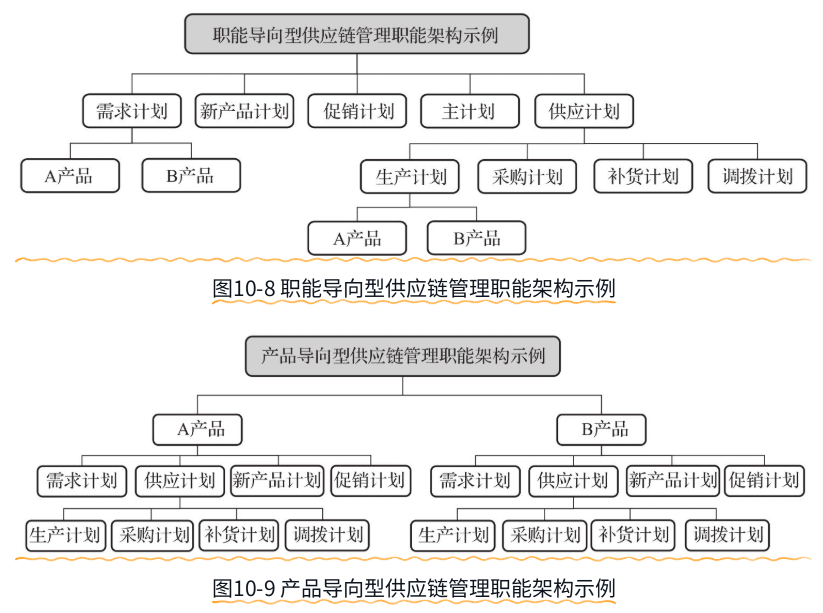 职能导向型供应链管理职能架构示例
需求计划 新产品计划 促销计划 主计划 供应计划
A产品 B产品 生产计划 采购计划 补货计划 调拨计划
A产品 B产品
图10-8 职能导向型供应链管理职能架构示例
产品导向型供应链管理职能架构示例
A产品 B产品
需求计划 供应计划 新产品计划 促销计划 需求计划 供应计划 新产品计划 促销计划
生产计划 采购计划 补货计划 调拨计划 生产计划 采购计划 补货计划 调拨计划
图10-9 产品导向型供应链管理职能架构示例